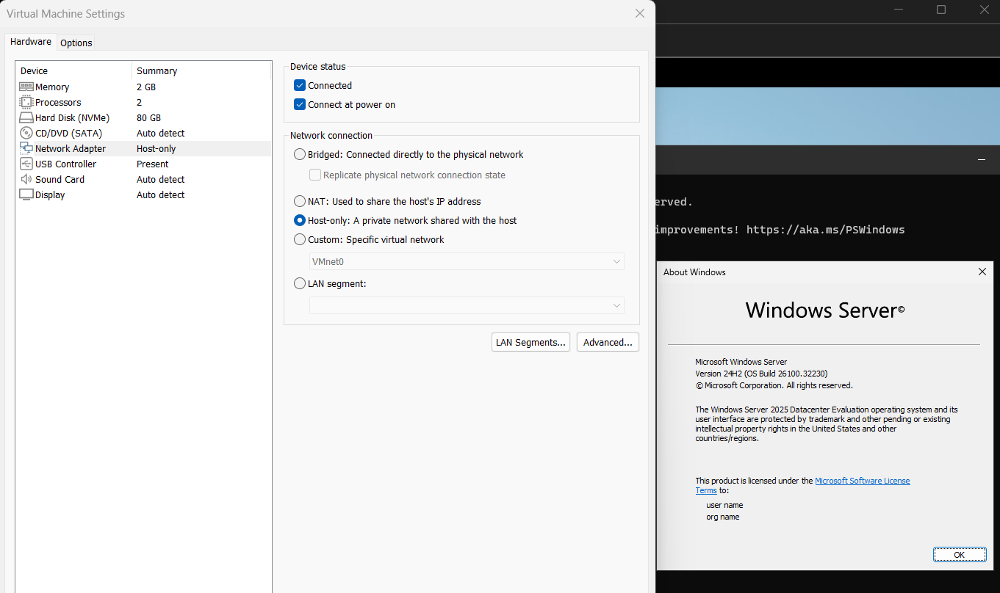 Virtual Machine Settings
Hardware
Options
Device Summary
Memory 2 GB
Processors 2
Hard Disk (NVMe) 80 GB
CD/DVD (SATA) Auto detect
Network Adapter Host-only
USB Controller Present
Sound Card Auto detect
Display Auto detect
Device status
Connected
Connect at power on
Network connection
Bridged: Connected directly to the physical network
Replicate physical network connection state
NAT: Used to share the host's IP address
Host-only: A private network shared with the host
Custom: Specific virtual network
VMnet0
LAN segment:
LAN Segments...
Advanced...
erved.
improvements! https://aka.ms/PSWindows
About Windows
Windows Server©
Microsoft Windows Server
Version 24H2 (OS Build 26100.32230)
© Microsoft Corporation. All rights reserved.
The Windows Server 2025 Datacenter Evaluation operating system and its
user interface are protected by trademark and other pending or existing
intellectual property rights in the United States and other
countries/regions.
This product is licensed under the Microsoft Software License
Terms to:
user name
org name
OK